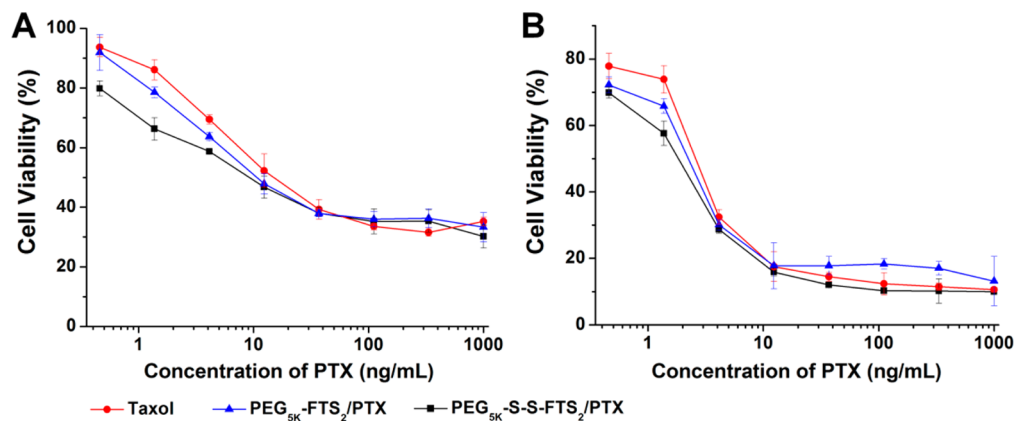 A
B
100
80
60
40
20
0
Cell Viability (%)
1
10
100
1000
Concentration of PTX (ng/mL)
80
60
40
20
0
Cell Viability (%)
1
10
100
1000
Concentration of PTX (ng/mL)
Taxol
PEG5K-FTS2/PTX
PEG5K-S-S-FTS2/PTX